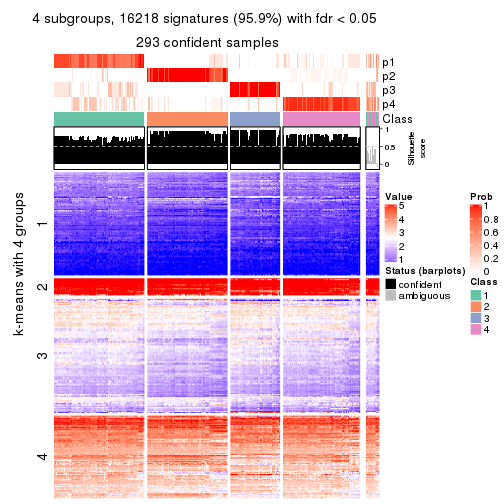 4 subgroups, 16218 signatures (95.9%) with fdr < 0.05
293 confident samples
p1
p2
p3
p4
Class
1
0.5
0
Silhouette
score
k-means with 4 groups
1
2
3
4
Value
5
4
3
2
1
Status (barplots)
confident
ambiguous
Prob
1
0.8
0.6
0.4
0.2
0
Class
1
2
3
4